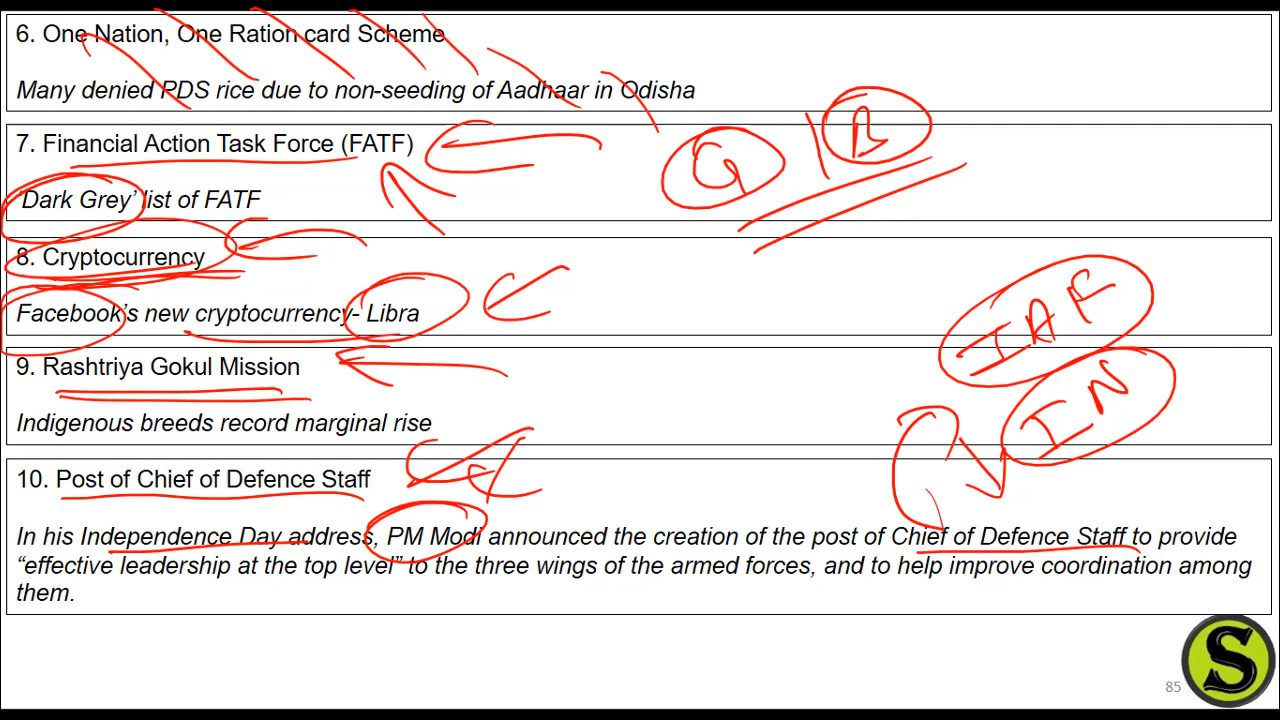 6. One Nation, One Ration card Scheme
Many denied PDS rice due to non-seeding of Aadhaar in Odisha
7. Financial Action Task Force (FATF)
‘Dark Grey’ list of FATF
Q
B
8. Cryptocurrency
Facebook’s new cryptocurrency- Libra
IAF
9. Rashtriya Gokul Mission
IN
Indigenous breeds record marginal rise
10. Post of Chief of Defence Staff
In his Independence Day address, PM Modi announced the creation of the post of Chief of Defence Staff to provide
“effective leadership at the top level” to the three wings of the armed forces, and to help improve coordination among
them.
S
85